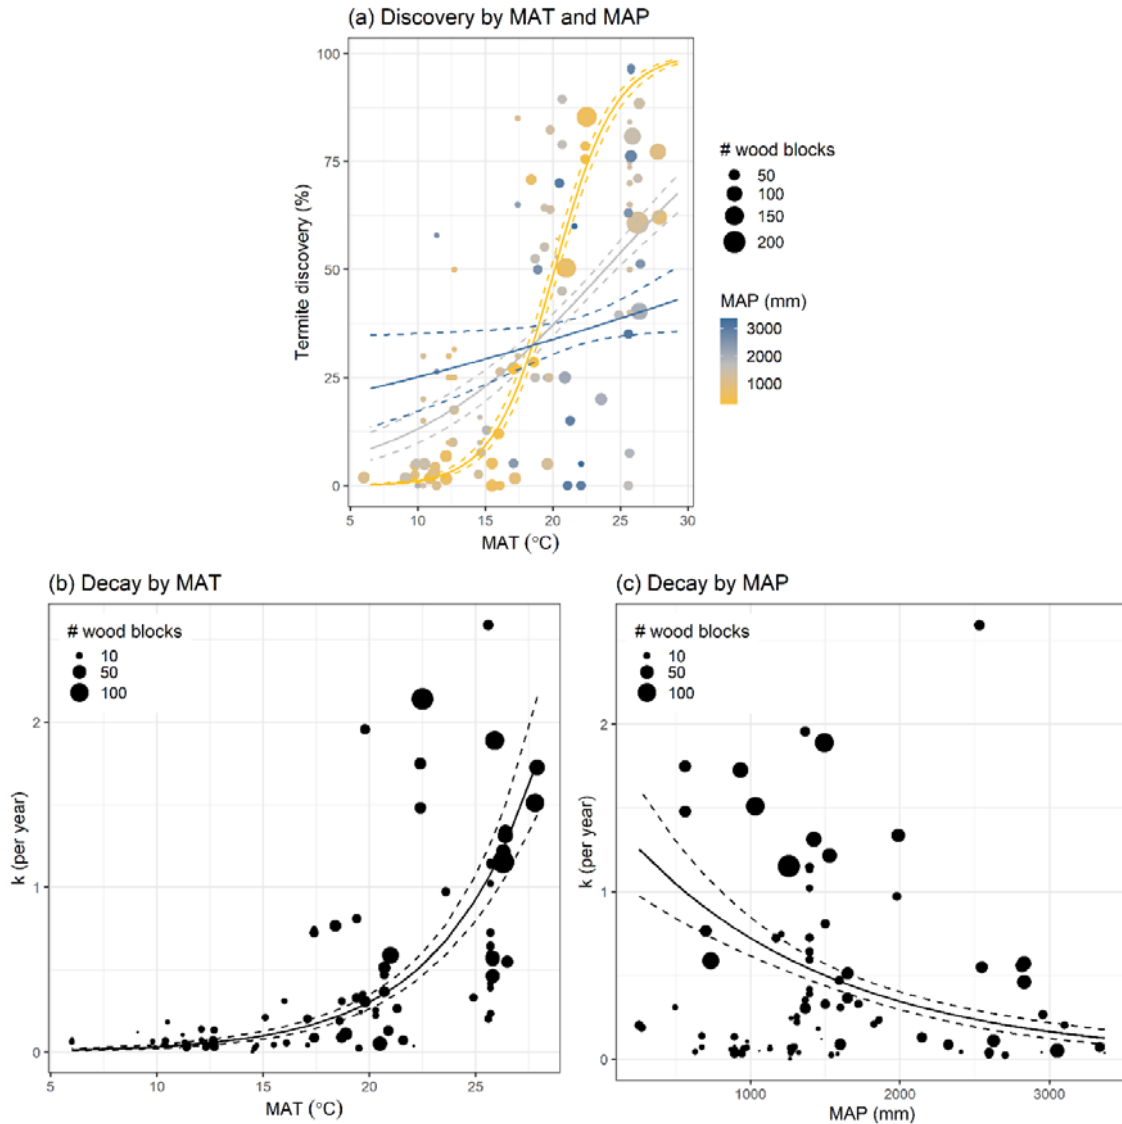 (a) Discovery by MAT and MAP
100
75
50
25
0
Termite discovery (%)
5 10 15 20 25 30
MAT (°C)
# wood blocks
50
100
150
200
MAP (mm)
3000
2000
1000
(b) Decay by MAT
# wood blocks
10
50
100
2
1
0
k (per year)
5 10 15 20 25
MAT (°C)
(c) Decay by MAP
# wood blocks
10
50
100
2
1
0
k (per year)
1000 2000 3000
MAP (mm)